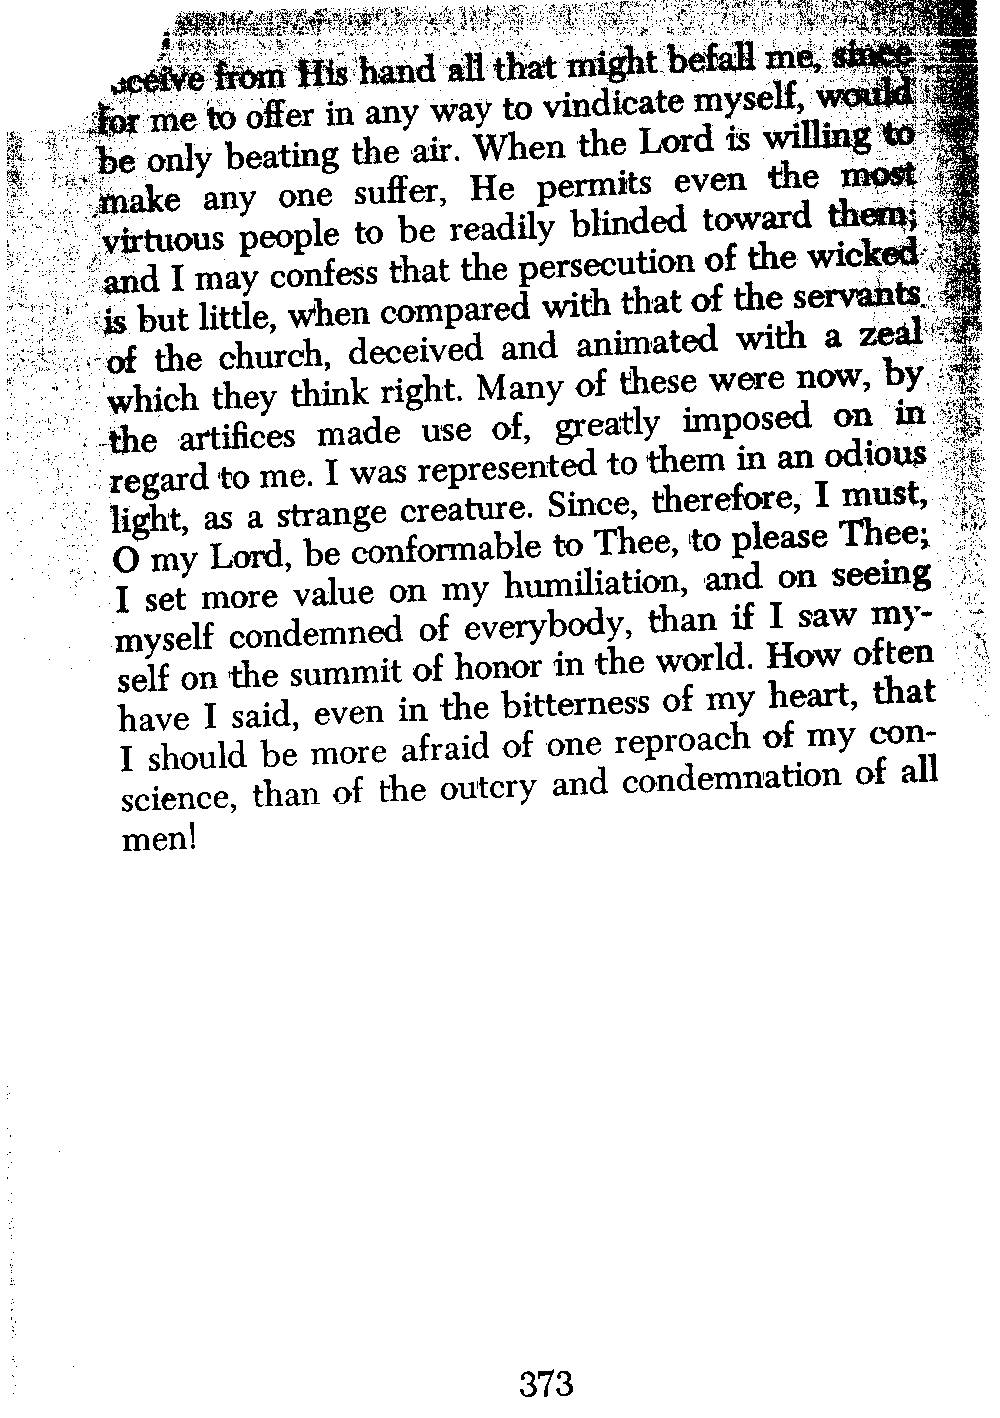 from His hand all that might befall me, since
for me to offer in any way to vindicate myself, would
be only beating the air. When the Lord is willing to
make any one suffer, He permits even the most
virtuous people to be readily blinded toward them;
and I may confess that the persecution of the wicked
is but little, when compared with that of the servants
of the church, deceived and animated with a zeal
which they think right. Many of these were now, by
the artifices made use of, greatly imposed on in
regard to me. I was represented to them in an odious
light, as a strange creature. Since, therefore, I must,
O my Lord, be conformable to Thee, to please Thee;
I set more value on my humiliation, and on seeing
myself condemned of everybody, than if I saw my-
self on the summit of honor in the world. How often
have I said, even in the bitterness of my heart, that
I should be more afraid of one reproach of my con-
science, than of the outcry and condemnation of all
men!
373